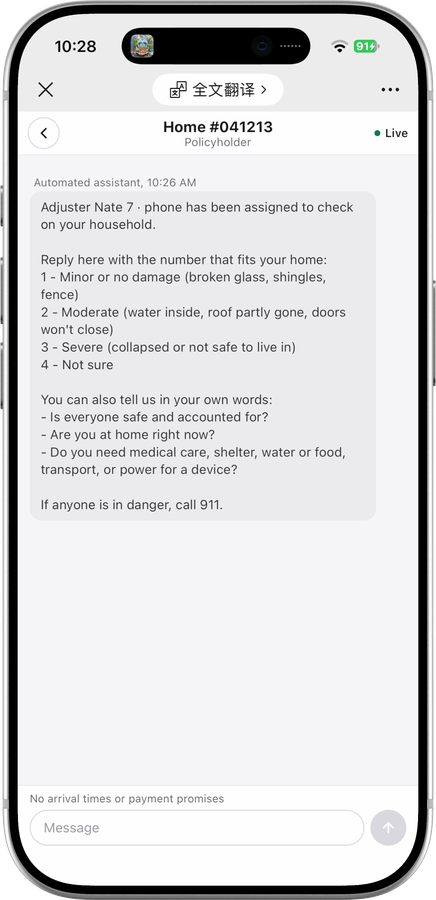 10:28
91
全文翻译
Home #041213
Policyholder
Live
Automated assistant, 10:26 AM
Adjuster Nate 7 · phone has been assigned to check
on your household.
Reply here with the number that fits your home:
1 - Minor or no damage (broken glass, shingles,
fence)
2 - Moderate (water inside, roof partly gone, doors
won't close)
3 - Severe (collapsed or not safe to live in)
4 - Not sure
You can also tell us in your own words:
- Is everyone safe and accounted for?
- Are you at home right now?
- Do you need medical care, shelter, water or food,
transport, or power for a device?
If anyone is in danger, call 911.
No arrival times or payment promises
Message